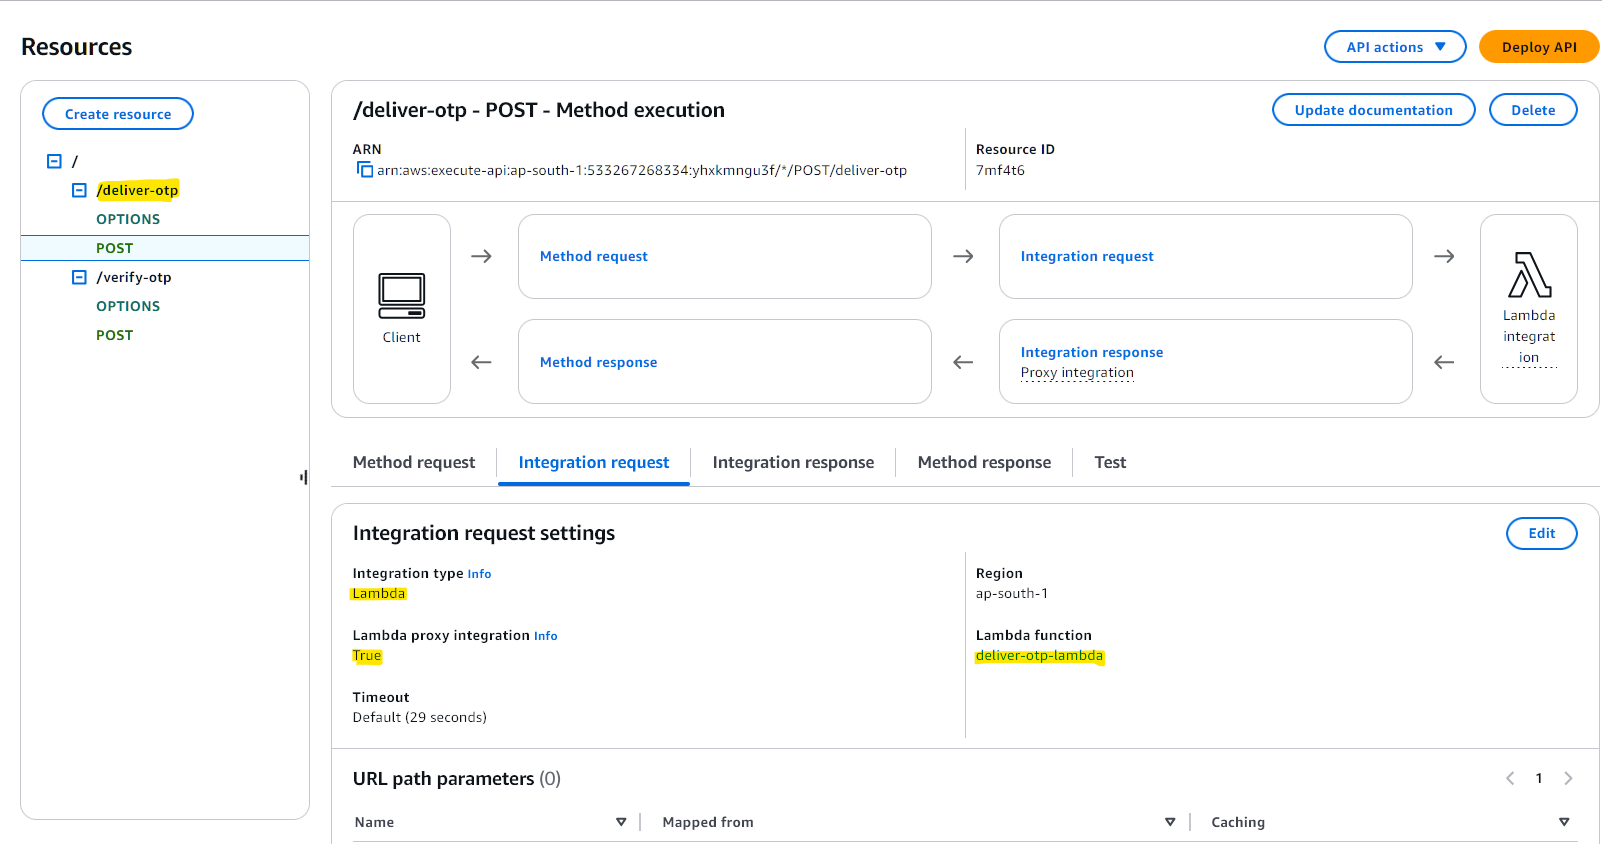 Resources
API actions
Deploy API
Create resource
/
/deliver-otp
OPTIONS
POST
/verify-otp
OPTIONS
POST
/deliver-otp - POST - Method execution
Update documentation
Delete
ARN
arn:aws:execute-api:ap-south-1:533267268334:yhxkmngu3f/*/POST/deliver-otp
Resource ID
7mf4t6
Client
Method request
Integration request
Method response
Integration response
Proxy integration
Lambda
integrat
ion
Method request
Integration request
Integration response
Method response
Test
Integration request settings
Edit
Integration type Info
Lambda
Region
ap-south-1
Lambda proxy integration Info
True
Lambda function
deliver-otp-lambda
Timeout
Default (29 seconds)
URL path parameters (0)
1
Name
Mapped from
Caching